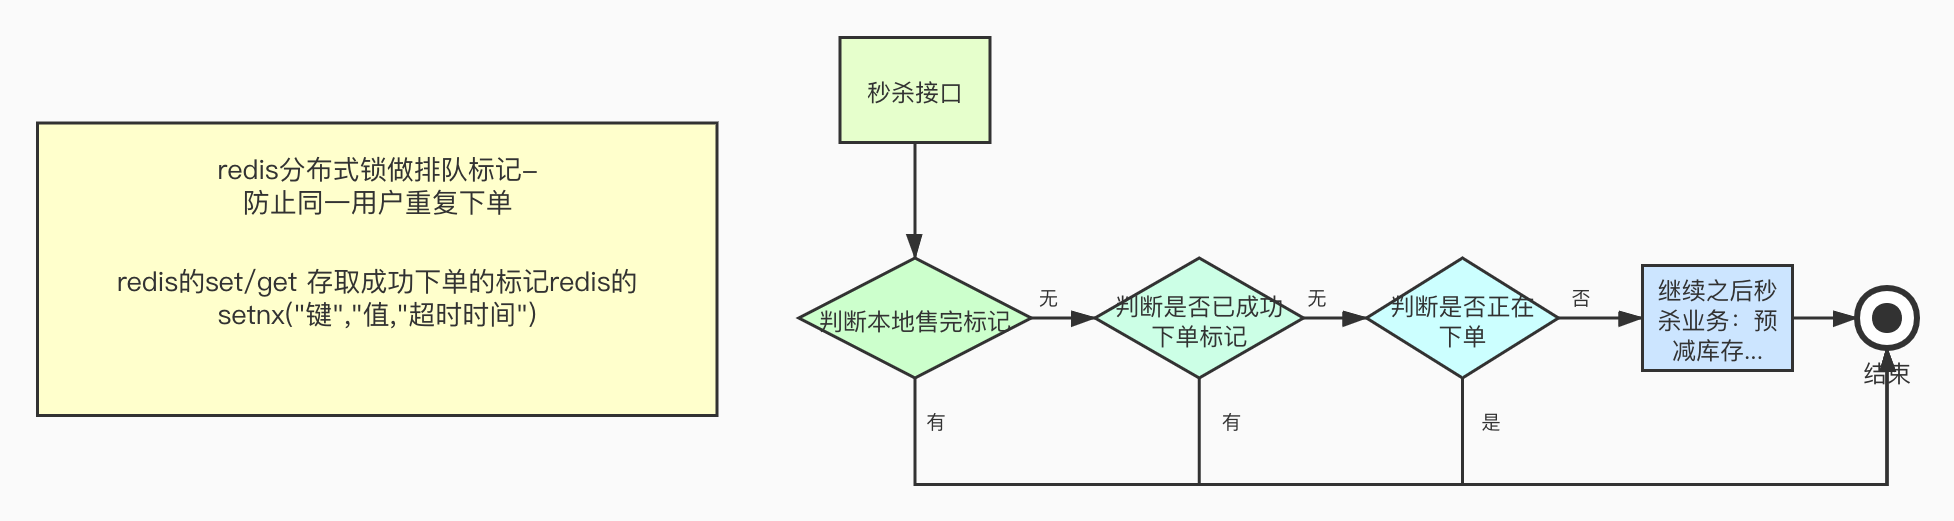 redis分布式锁做排队标记-
防止同一用户重复下单
redis的set/get 存取成功下单的标记redis的
setnx("键","值,"超时时间")
秒杀接口
判断本地售完标记
无
判断是否已成功
下单标记
无
判断是否正在
下单
否
继续之后秒
杀业务：预
减库存...
结束
有
有
是